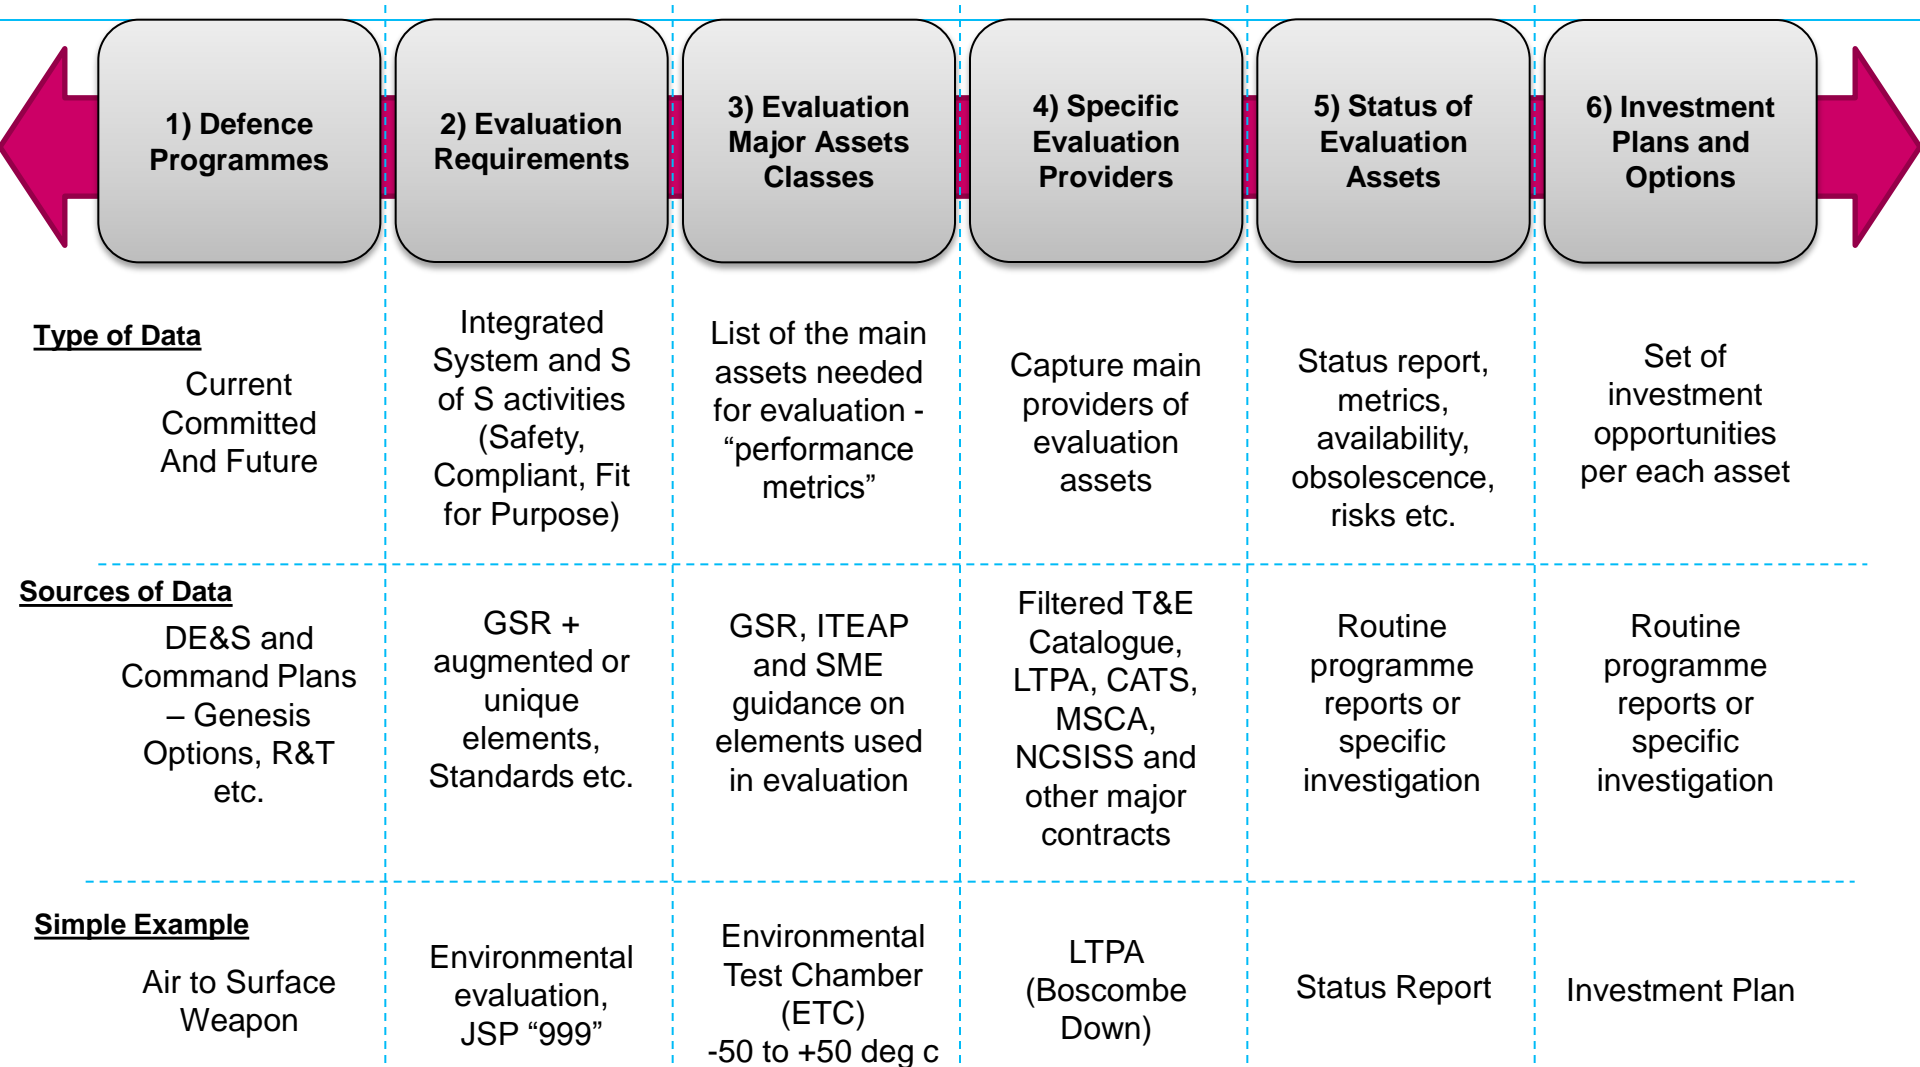 1) Defence
Programmes
2) Evaluation
Requirements
3) Evaluation
Major Assets
Classes
4) Specific
Evaluation
Providers
5) Status of
Evaluation
Assets
6) Investment
Plans and
Options
Type of Data
Current
Committed
And Future
Integrated
System and S
of S activities
(Safety,
Compliant, Fit
for Purpose)
List of the main
assets needed
for evaluation -
“performance
metrics”
Capture main
providers of
evaluation
assets
Status report,
metrics,
availability,
obsolescence,
risks etc.
Set of
investment
opportunities
per each asset
Sources of Data
DE&S and
Command Plans
– Genesis
Options, R&T
etc.
GSR +
augmented or
unique
elements,
Standards etc.
GSR, ITEAP
and SME
guidance on
elements used
in evaluation
Filtered T&E
Catalogue,
LTPA, CATS,
MSCA,
NCSISS and
other major
contracts
Routine
programme
reports or
specific
investigation
Routine
programme
reports or
specific
investigation
Simple Example
Air to Surface
Weapon
Environmental
evaluation,
JSP “999”
Environmental
Test Chamber
(ETC)
-50 to +50 deg c
LTPA
(Boscombe
Down)
Status Report
Investment Plan